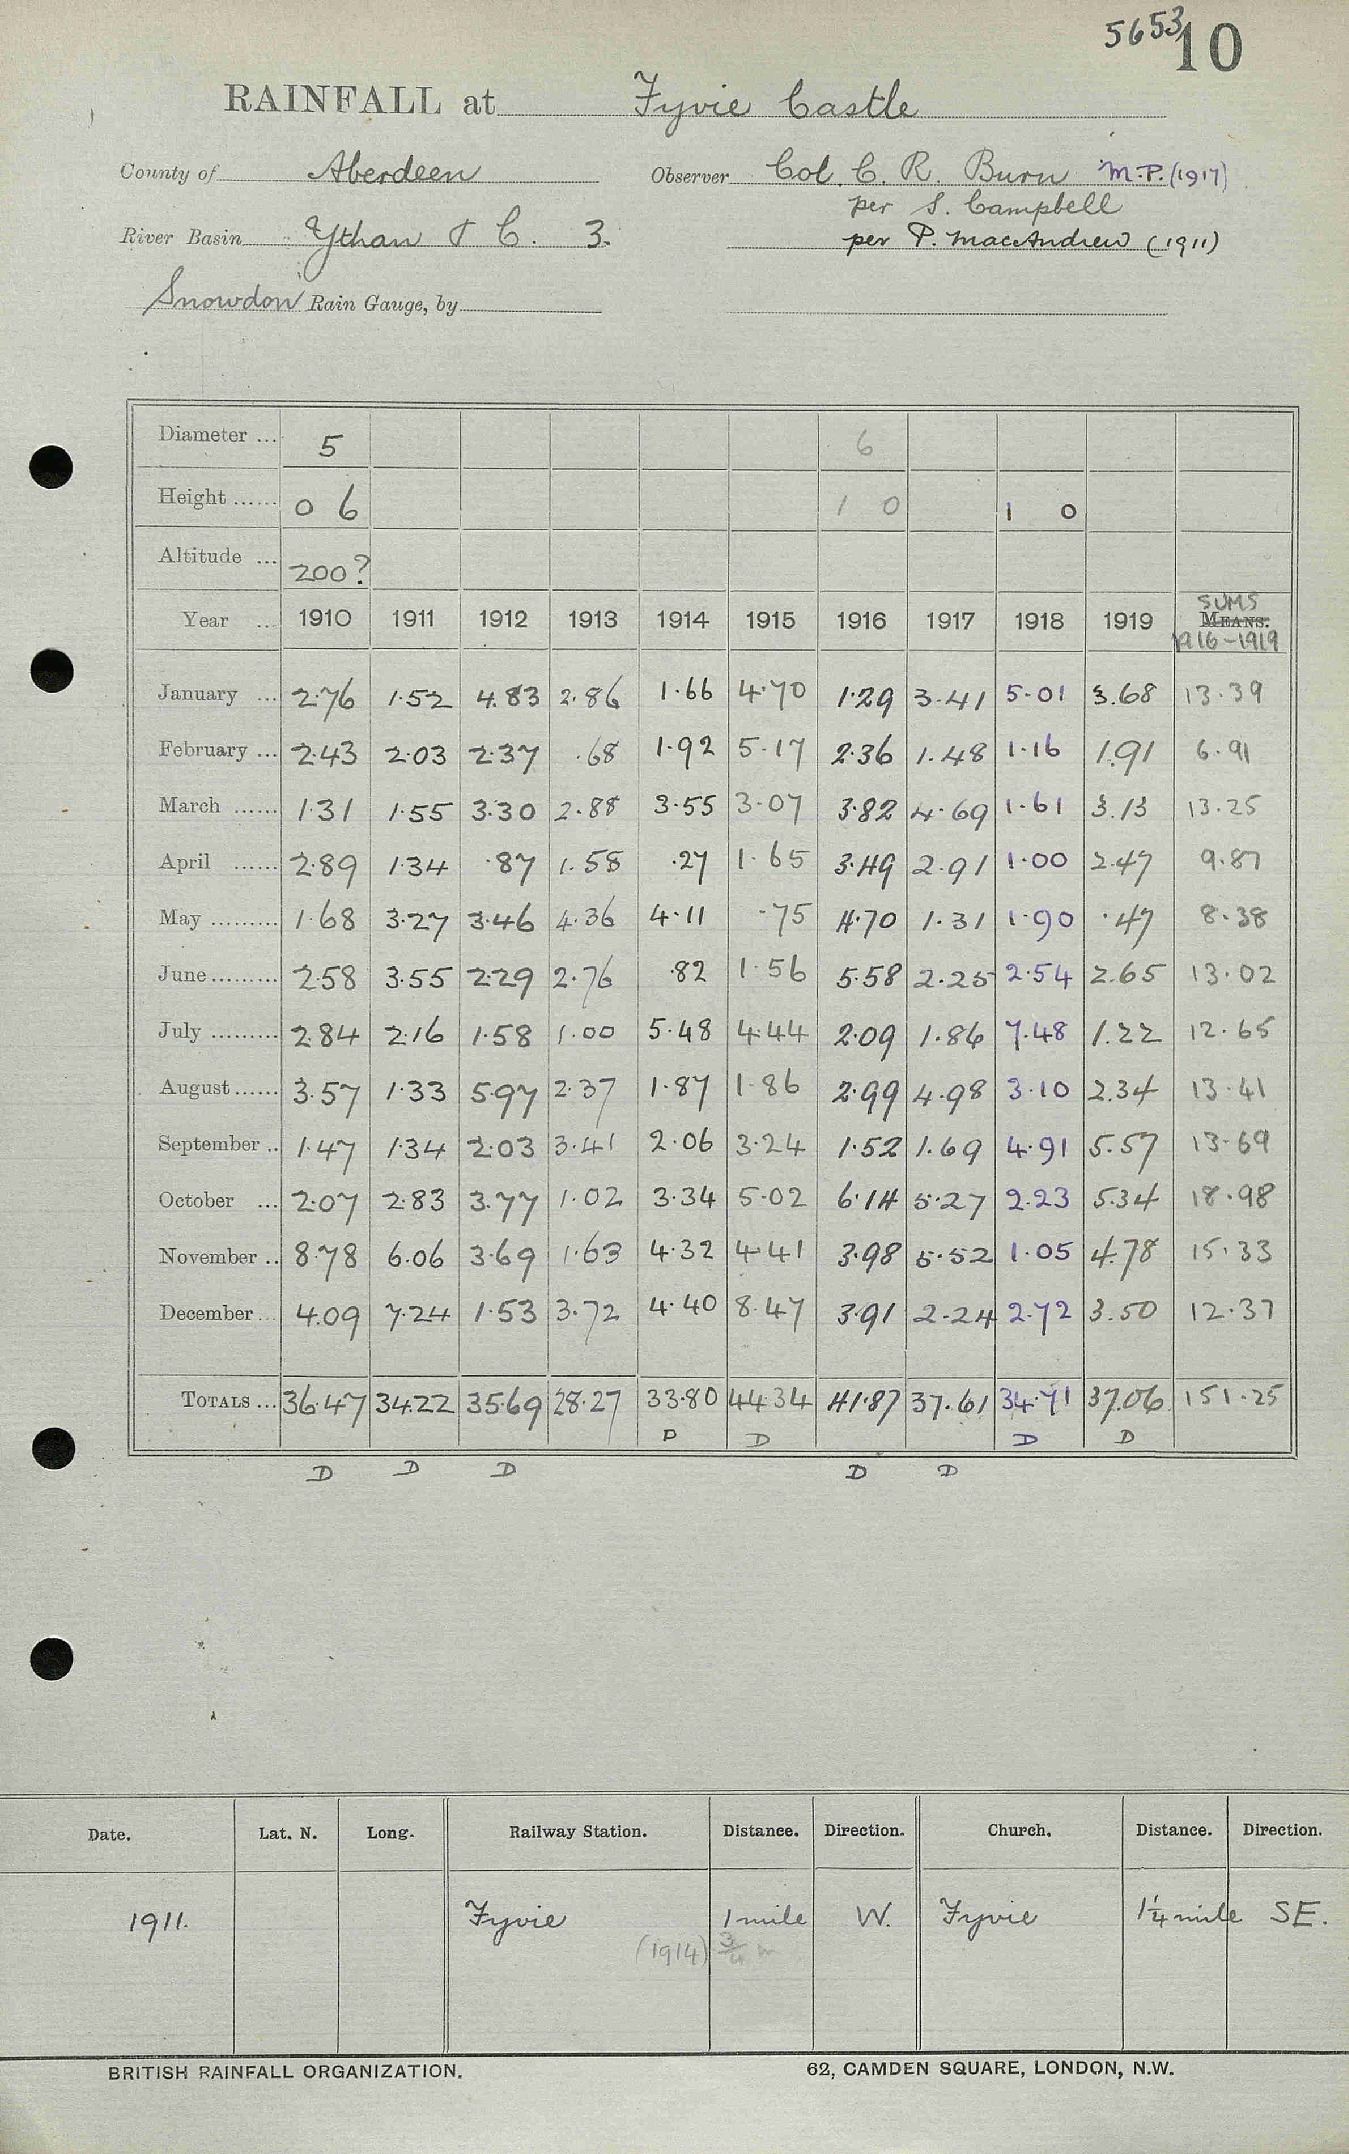 5653 10
RAINFALL at Fyvie Castle
County of Aberdeen Observer Col. C. R. Burn M.P. (1917)
per S. Campbell
River Basin Ythan & C. 3. per P. MacAndrew (1911)
Snowdon Rain Gauge, by
Diameter ... 5 6
Height ...... 0 6 1 0 1 0
Altitude ... 200?
SUMS
Year ... 1910 1911 1912 1913 1914 1915 1916 1917 1918 1919 MEANS.
1916-1919
January ... 2.76 1.52 4.83 2.86 1.66 4.70 1.29 3.41 5.01 3.68 13.39
February ... 2.43 2.03 2.37 .68 1.92 5.17 2.36 1.48 1.16 1.91 6.91
March ...... 1.31 1.55 3.30 2.88 3.55 3.07 3.82 4.69 1.61 3.13 13.25
April ...... 2.89 1.34 .87 1.58 .27 1.65 3.49 2.91 1.00 2.47 9.87
May ......... 1.68 3.27 3.46 4.36 4.11 .75 4.70 1.31 1.90 .47 8.38
June ......... 2.58 3.55 2.29 2.76 .82 1.56 5.58 2.25 2.54 2.65 13.02
July ......... 2.84 2.16 1.58 1.00 5.48 4.44 2.09 1.86 7.48 1.22 12.65
August ...... 3.57 1.33 5.97 2.37 1.87 1.86 2.99 4.98 3.10 2.34 13.41
September .. 1.47 1.34 2.03 3.41 2.06 3.24 1.52 1.69 4.91 5.57 13.69
October ... 2.07 2.83 3.77 1.02 3.34 5.02 6.14 5.27 2.23 5.34 18.98
November .. 8.78 6.06 3.69 1.63 4.32 4.41 3.98 5.52 1.05 4.78 15.33
December ... 4.09 7.24 1.53 3.72 4.40 8.47 3.91 2.24 2.72 3.50 12.37
TOTALS ... 36.47 34.22 35.69 28.27 33.80 44.34 41.87 37.61 34.71 37.06 151.25
D D D D
D D D D D
Date. Lat. N. Long. Railway Station. Distance. Direction. Church. Distance. Direction.
1911. Fyvie 1 mile W. Fyvie 1¼ mile SE.
(1914) ¾ m
BRITISH RAINFALL ORGANIZATION. 62, CAMDEN SQUARE, LONDON, N.W.